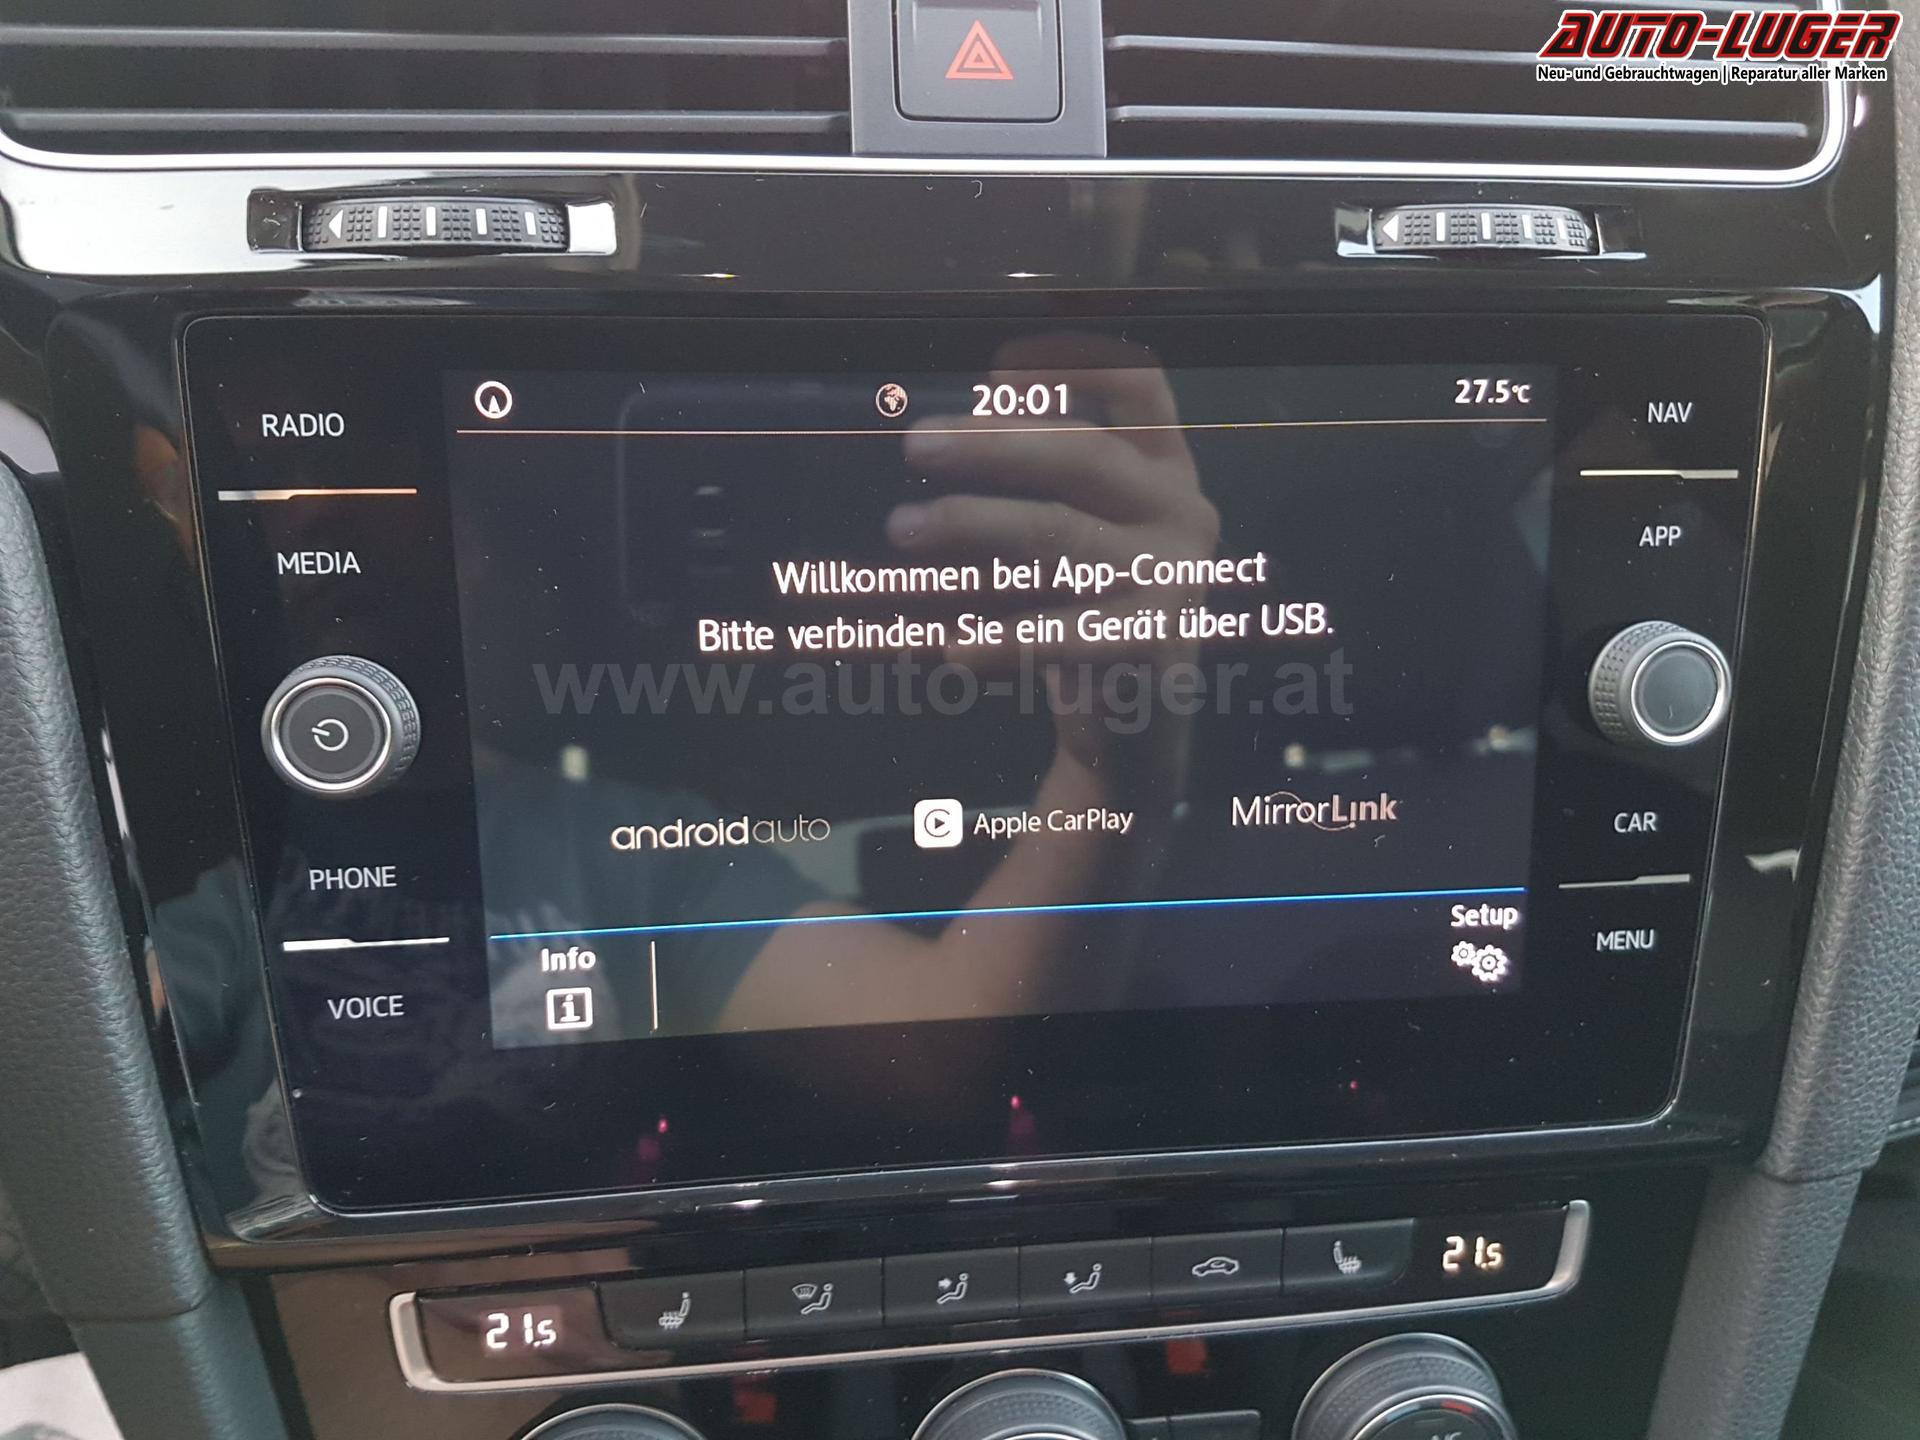 AUTO-LUGER
Neu- und Gebrauchtwagen | Reparatur aller Marken
20:01
27.5°C
RADIO
NAV
MEDIA
APP
Willkommen bei App-Connect
Bitte verbinden Sie ein Gerät über USB.
www.auto-luger.at
androidauto
Apple CarPlay
MirrorLink
CAR
PHONE
Setup
MENU
Info
VOICE
21.5
21.5